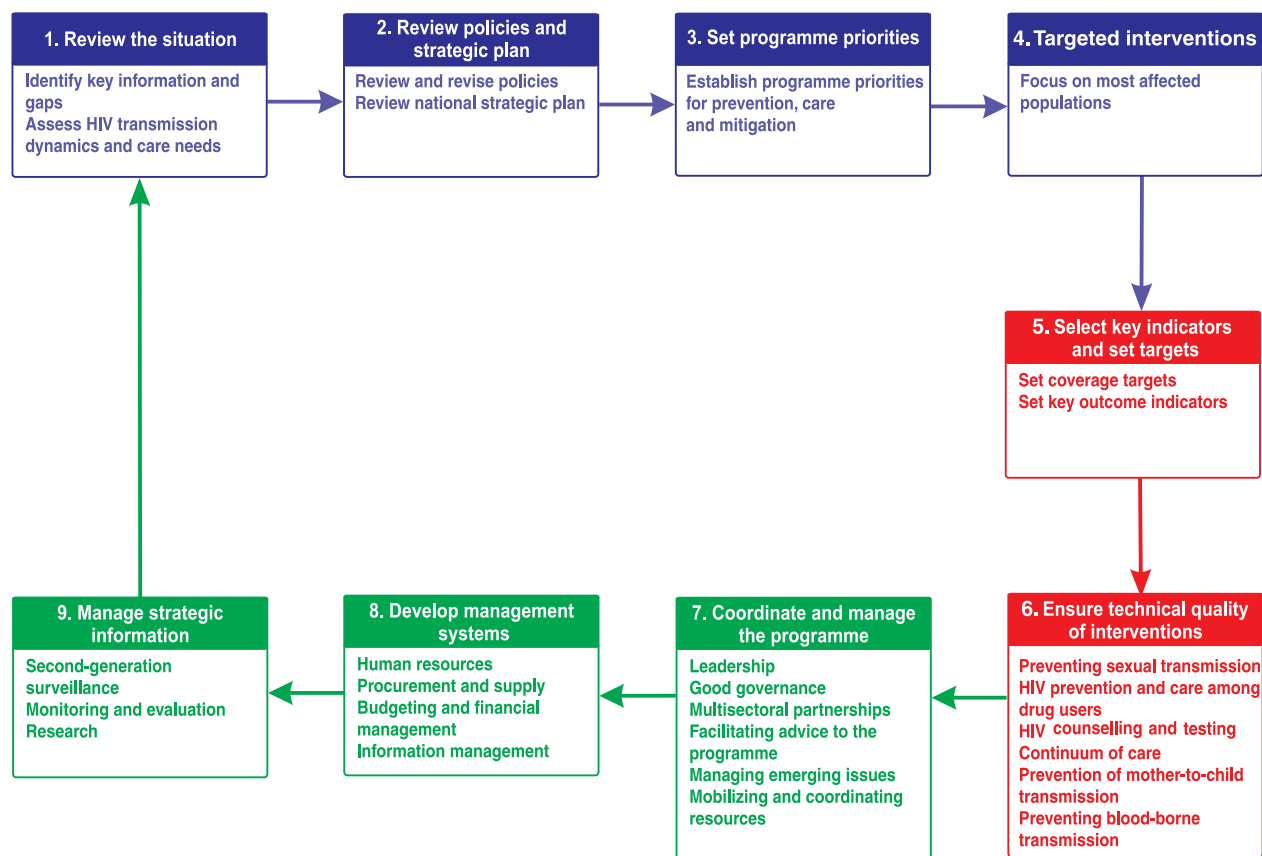 1. Review the situation
Identify key information and
gaps
Assess HIV transmission
dynamics and care needs
2. Review policies and
strategic plan
Review and revise policies
Review national strategic plan
3. Set programme priorities
Establish programme priorities
for prevention, care
and mitigation
4. Targeted interventions
Focus on most affected
populations
5. Select key indicators
and set targets
Set coverage targets
Set key outcome indicators
6. Ensure technical quality
of interventions
Preventing sexual transmission
HIV prevention and care among
drug users
HIV counselling and testing
Continuum of care
Prevention of mother-to-child
transmission
Preventing blood-borne
transmission
7. Coordinate and manage
the programme
Leadership
Good governance
Multisectoral partnerships
Facilitating advice to the
programme
Managing emerging issues
Mobilizing and coordinating
resources
8. Develop management
systems
Human resources
Procurement and supply
Budgeting and financial
management
Information management
9. Manage strategic
information
Second-generation
surveillance
Monitoring and evaluation
Research